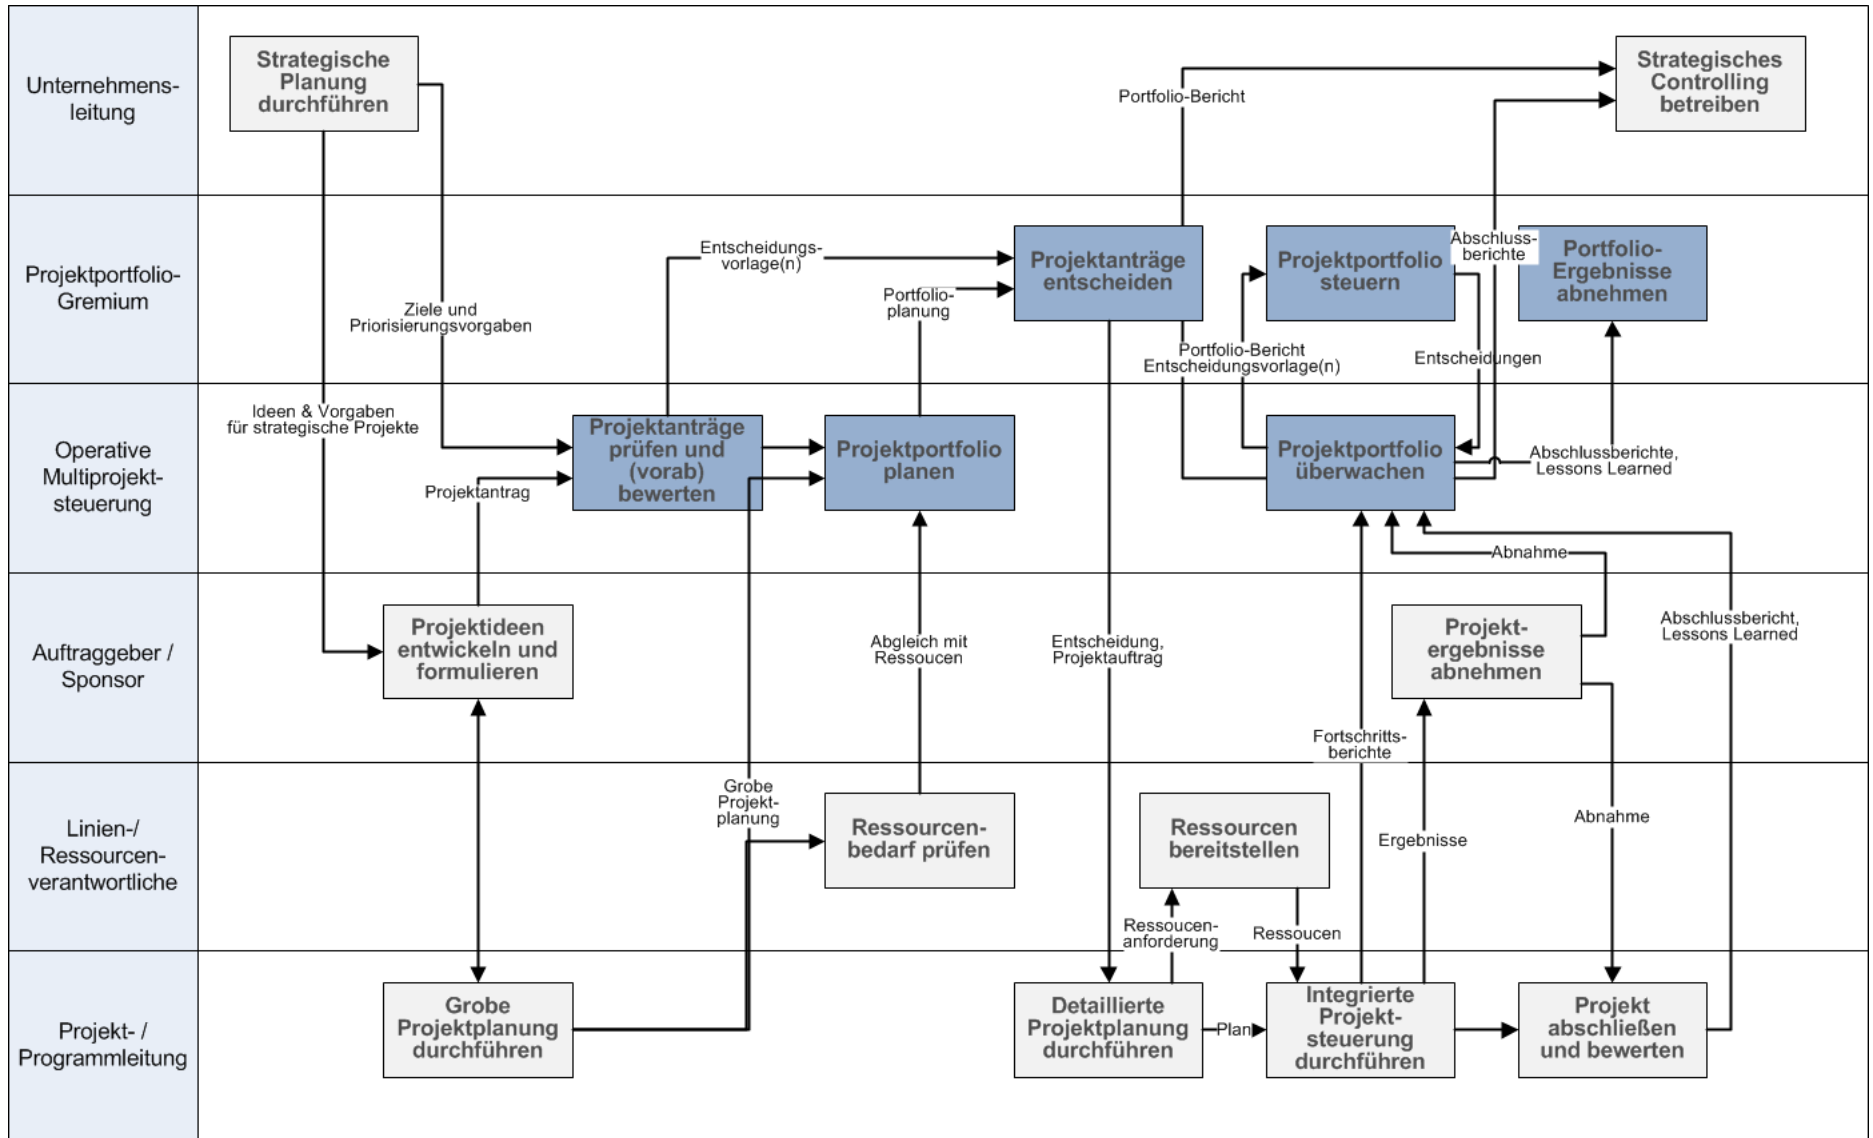 Unternehmens-
leitung
Strategische
Planung
durchführen
Portfolio-Bericht
Strategisches
Controlling
betreiben
Projektportfolio-
Gremium
Ziele und
Priorisierungsvorgaben
Entscheidungs-
vorlage(n)
Portfolio-
planung
Projektanträge
entscheiden
Projektportfolio
steuern
Abschluss-
berichte
Portfolio-
Ergebnisse
abnehmen
Portfolio-Bericht
Entscheidungsvorlage(n)
Entscheidungen
Operative
Multiprojekt-
steuerung
Ideen & Vorgaben
für strategische Projekte
Projektantrag
Projektanträge
prüfen und
(vorab)
bewerten
Projektportfolio
planen
Projektportfolio
überwachen
Abschlussberichte,
Lessons Learned
Abnahme
Auftraggeber /
Sponsor
Projektideen
entwickeln und
formulieren
Abgleich mit
Ressoucen
Entscheidung,
Projektauftrag
Projekt-
ergebnisse
abnehmen
Abschlussbericht,
Lessons Learned
Fortschritts-
berichte
Linien-/
Ressourcen-
verantwortliche
Grobe
Projekt-
planung
Ressourcen-
bedarf prüfen
Ressourcen
bereitstellen
Ergebnisse
Abnahme
Ressoucen-
anforderung
Ressoucen
Projekt- /
Programmleitung
Grobe
Projektplanung
durchführen
Detaillierte
Projektplanung
durchführen
Plan
Integrierte
Projekt-
steuerung
durchführen
Projekt
abschließen
und bewerten